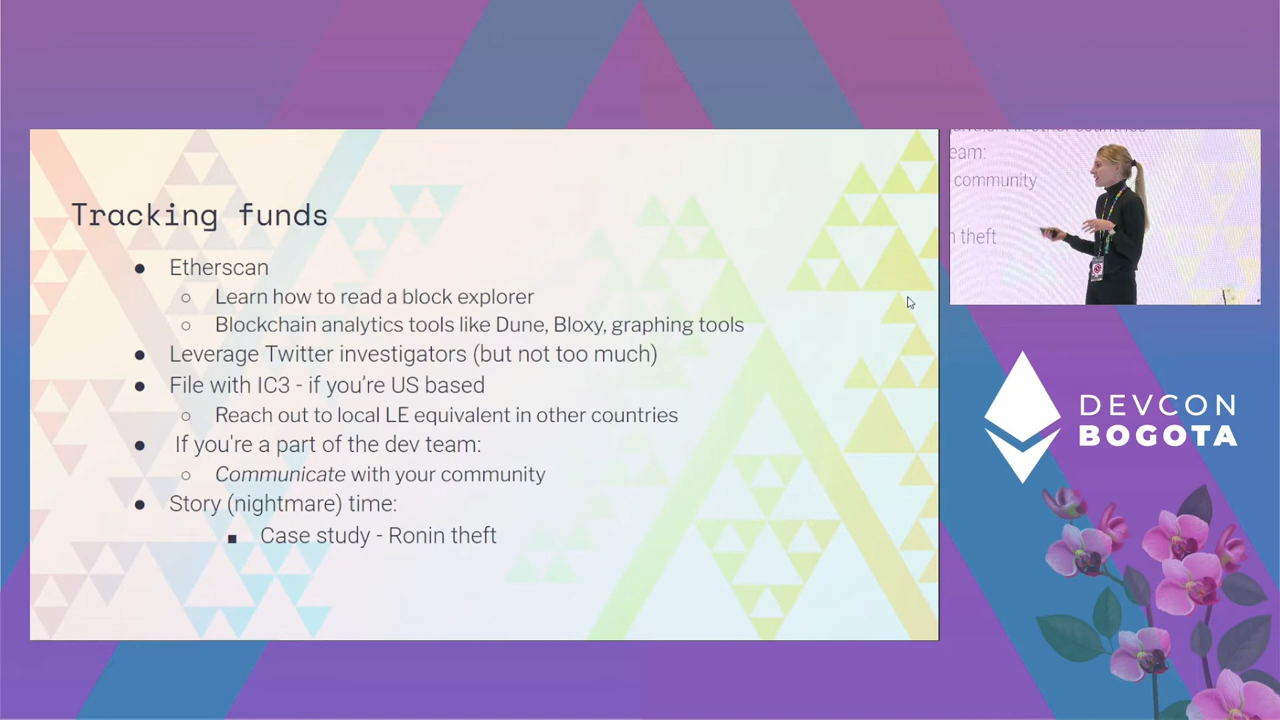 Tracking funds
● Etherscan
○ Learn how to read a block explorer
○ Blockchain analytics tools like Dune, Bloxy, graphing tools
● Leverage Twitter investigators (but not too much)
● File with IC3 - if you're US based
○ Reach out to local LE equivalent in other countries
● If you're a part of the dev team:
○ Communicate with your community
● Story (nightmare) time:
■ Case study - Ronin theft
in other countries
eam:
community
theft
DEVCON
BOGOTA